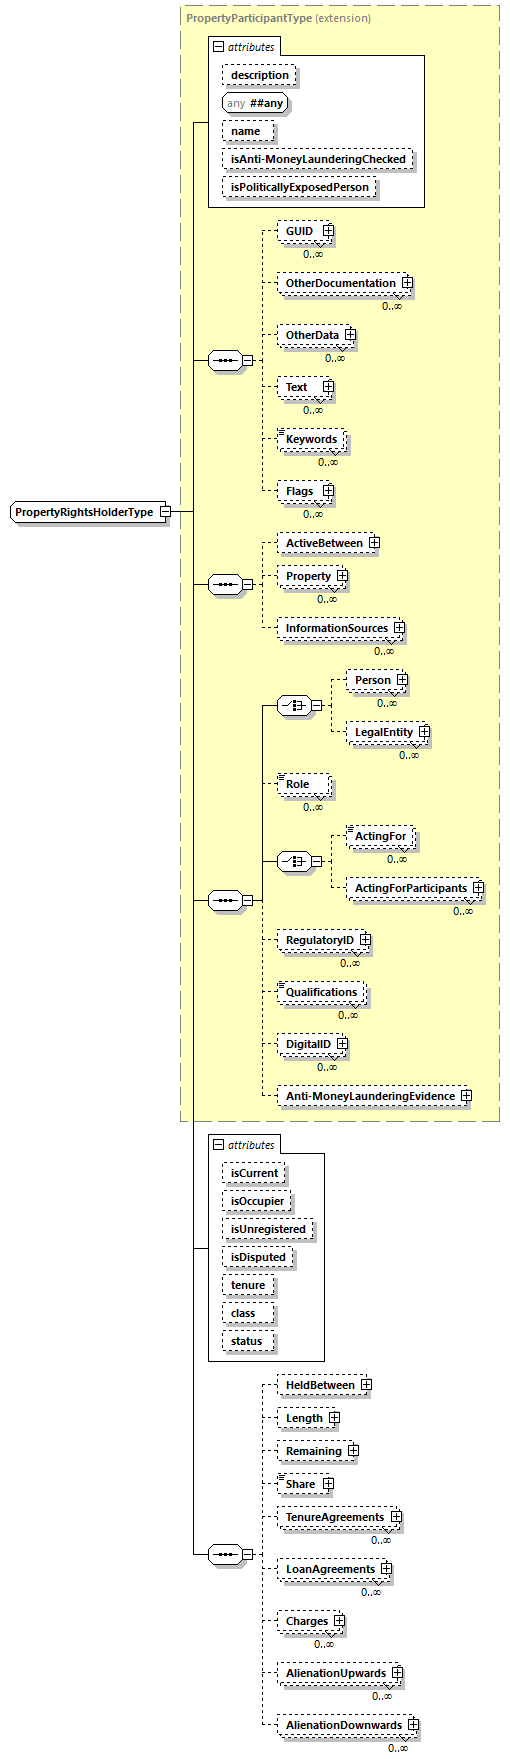 PropertyParticipantType (extension)
attributes
description
any ##any
name
isAnti-MoneyLaunderingChecked
isPoliticallyExposedPerson
GUID
0..∞
OtherDocumentation
0..∞
OtherData
0..∞
Text
0..∞
Keywords
0..∞
Flags
0..∞
PropertyRightsHolderType
ActiveBetween
Property
0..∞
InformationSources
0..∞
Person
0..∞
LegalEntity
0..∞
Role
0..∞
ActingFor
0..∞
ActingForParticipants
0..∞
RegulatoryID
0..∞
Qualifications
0..∞
DigitalID
0..∞
Anti-MoneyLaunderingEvidence
attributes
isCurrent
isOccupier
isUnregistered
isDisputed
tenure
class
status
HeldBetween
Length
Remaining
Share
TenureAgreements
0..∞
LoanAgreements
0..∞
Charges
0..∞
AlienationUpwards
0..∞
AlienationDownwards
0..∞